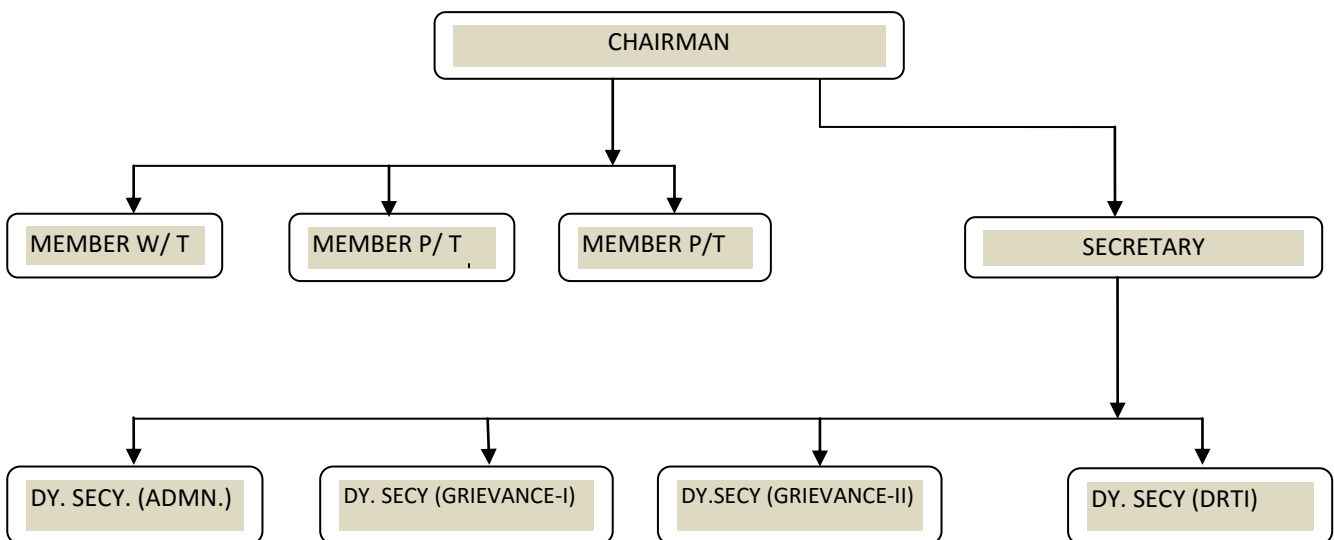 CHAIRMAN
MEMBER W/ T
MEMBER P/ T
MEMBER P/T
SECRETARY
DY. SECY. (ADMN.)
DY. SECY (GRIEVANCE-I)
DY.SECY (GRIEVANCE-II)
DY. SECY (DRTI)